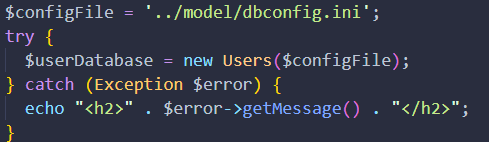 $configFile = '../model/dbconfig.ini';
try {
  $userDatabase = new Users($configFile);
} catch (Exception $error) {
  echo "<h2>" . $error->getMessage() . "</h2>";
}